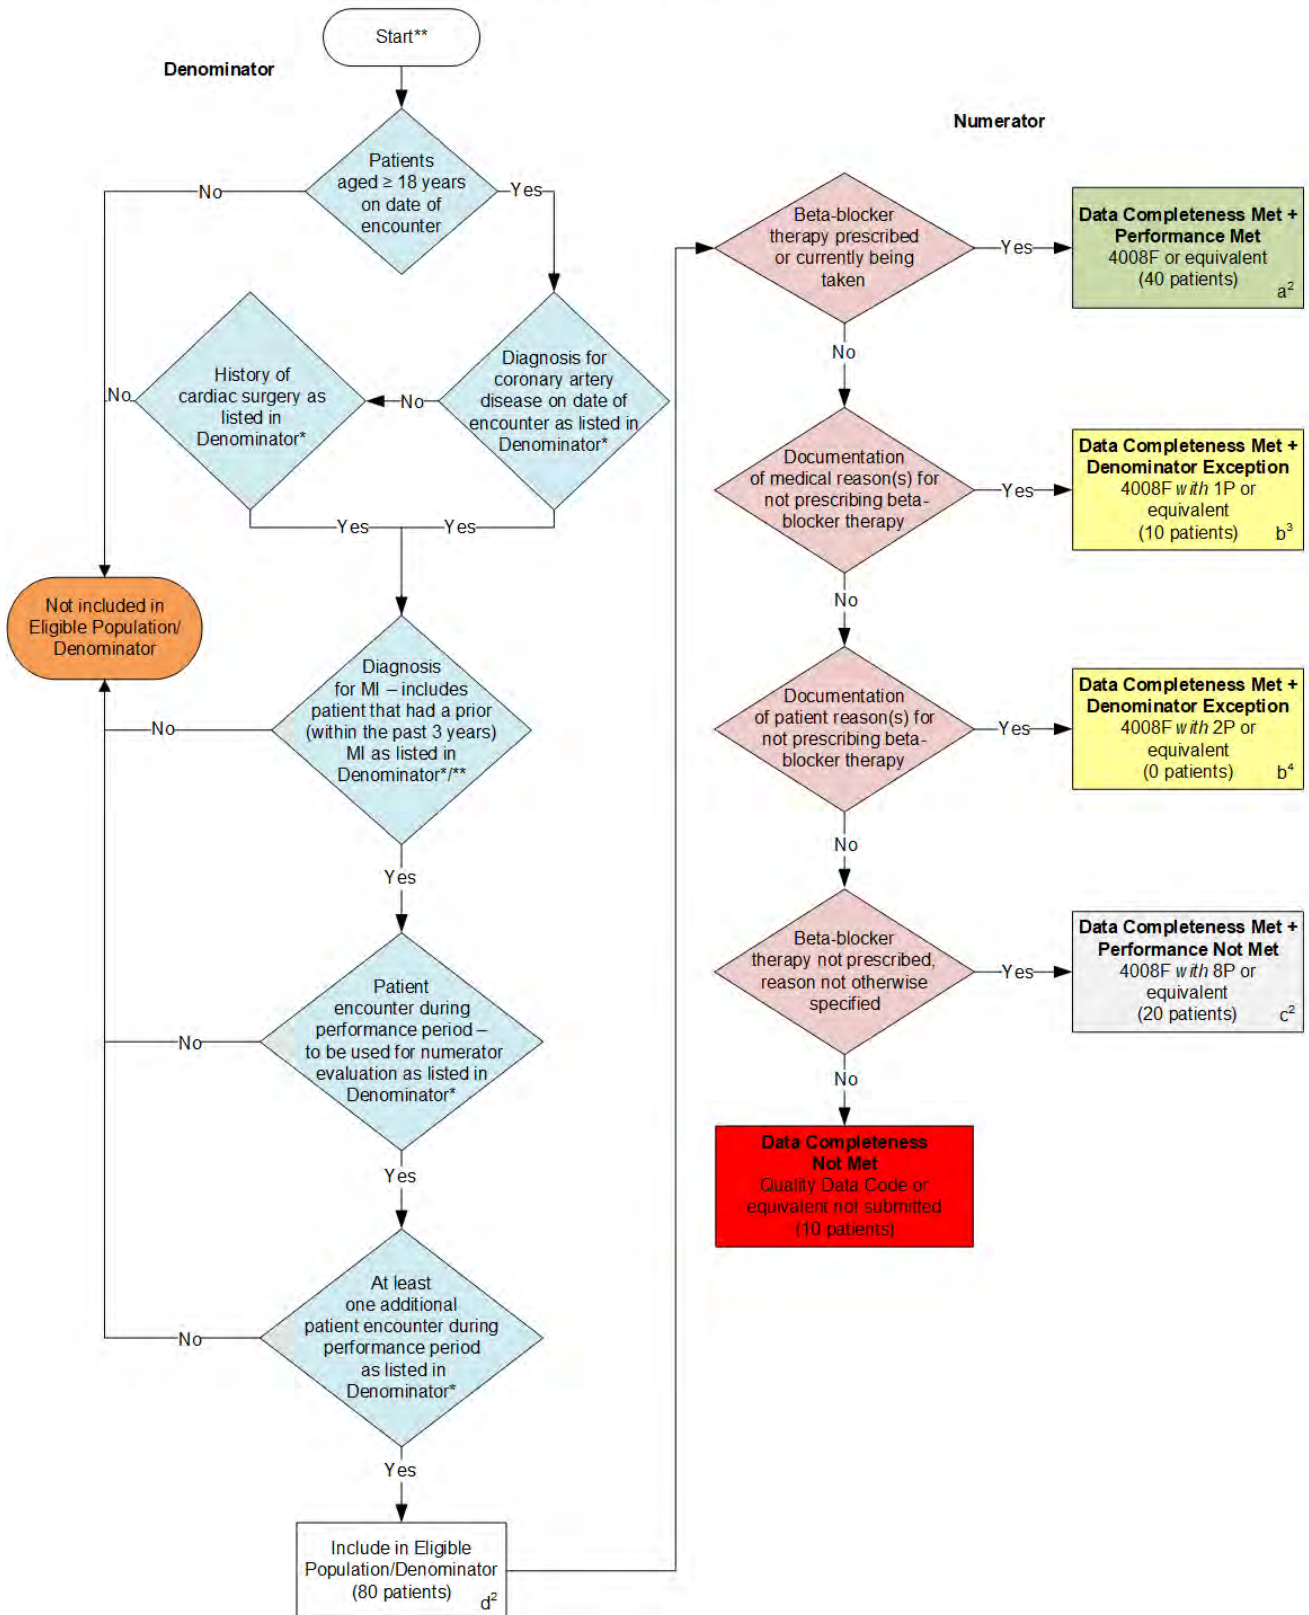 Start**
Denominator
Patients
aged ≥ 18 years
on date of
encounter
No
Yes
History of
cardiac surgery as
listed in
Denominator*
No
No
Diagnosis for
coronary artery
disease on date of
encounter as listed in
Denominator*
Yes
Yes
Not included in
Eligible Population/
Denominator
Diagnosis
for MI – includes
patient that had a prior
(within the past 3 years)
MI as listed in
Denominator*/**
No
Yes
Patient
encounter during
performance period –
to be used for numerator
evaluation as listed in
Denominator*
No
Yes
At least
one additional
patient encounter during
performance period
as listed in
Denominator*
No
Yes
Include in Eligible
Population/Denominator
(80 patients)
d²
Numerator
Beta-blocker
therapy prescribed
or currently being
taken
Yes
Data Completeness Met +
Performance Met
4008F or equivalent
(40 patients)
a²
No
Documentation
of medical reason(s) for
not prescribing beta-
blocker therapy
Yes
Data Completeness Met +
Denominator Exception
4008F with 1P or
equivalent
(10 patients)
b³
No
Documentation
of patient reason(s) for
not prescribing beta-
blocker therapy
Yes
Data Completeness Met +
Denominator Exception
4008F with 2P or
equivalent
(0 patients)
b⁴
No
Beta-blocker
therapy not prescribed,
reason not otherwise
specified
Yes
Data Completeness Met +
Performance Not Met
4008F with 8P or
equivalent
(20 patients)
c²
No
Data Completeness
Not Met
Quality Data Code or
equivalent not submitted
(10 patients)